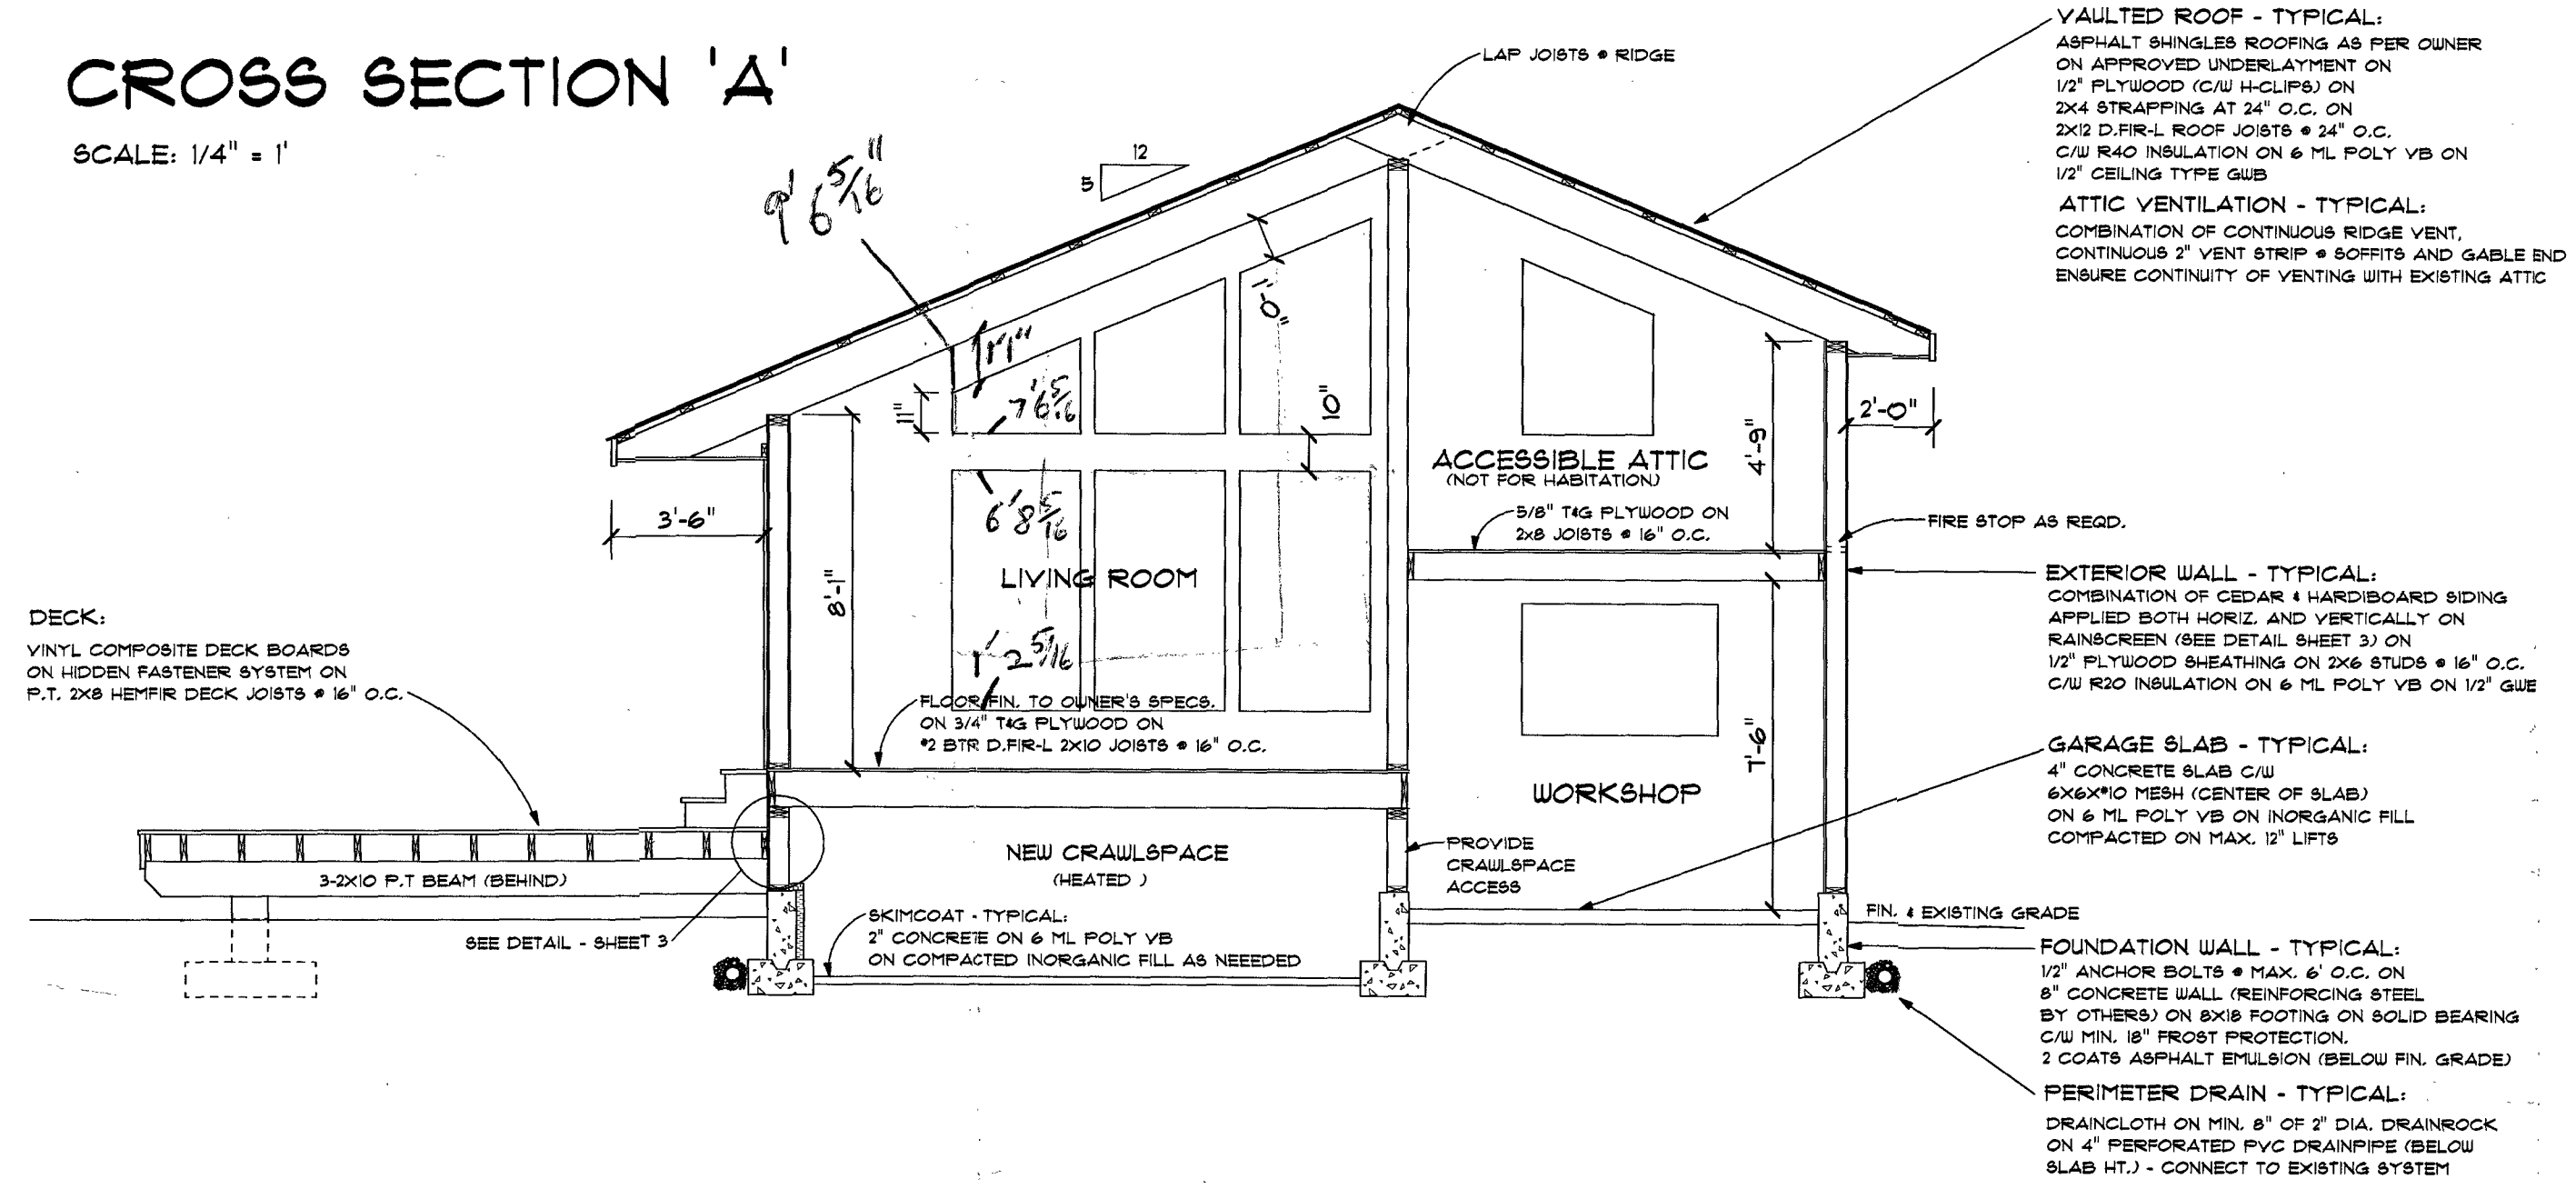 CROSS SECTION 'A'
SCALE: 1/4" = 1'
LAP JOISTS @ RIDGE
12
5
9' 6 5/16"
1'1"
11"
7' 6 5/16
1'-0"
10"
6' 8 5/16
1' 2 5/16
8'-1"
3'-6"
LIVING ROOM
FLOOR FIN. TO OWNER'S SPECS.
ON 3/4" T&G PLYWOOD ON
#2 BTR D.FIR-L 2X10 JOISTS @ 16" O.C.
ACCESSIBLE ATTIC
(NOT FOR HABITATION)
5/8" T&G PLYWOOD ON
2x8 JOISTS @ 16" O.C.
4'-9"
2'-0"
7'-6"
WORKSHOP
DECK:
VINYL COMPOSITE DECK BOARDS
ON HIDDEN FASTENER SYSTEM ON
P.T. 2X8 HEMFIR DECK JOISTS @ 16" O.C.
3-2X10 P.T BEAM (BEHIND)
SEE DETAIL - SHEET 3
NEW CRAWLSPACE
(HEATED )
PROVIDE
CRAWLSPACE
ACCESS
SKIMCOAT - TYPICAL:
2" CONCRETE ON 6 ML POLY VB
ON COMPACTED INORGANIC FILL AS NEEEDED
VAULTED ROOF - TYPICAL:
ASPHALT SHINGLES ROOFING AS PER OWNER
ON APPROVED UNDERLAYMENT ON
1/2" PLYWOOD (C/W H-CLIPS) ON
2X4 STRAPPING AT 24" O.C. ON
2X12 D.FIR-L ROOF JOISTS @ 24" O.C.
C/W R40 INSULATION ON 6 ML POLY VB ON
1/2" CEILING TYPE GWB
ATTIC VENTILATION - TYPICAL:
COMBINATION OF CONTINUOUS RIDGE VENT,
CONTINUOUS 2" VENT STRIP @ SOFFITS AND GABLE END
ENSURE CONTINUITY OF VENTING WITH EXISTING ATTIC
FIRE STOP AS REQD.
EXTERIOR WALL - TYPICAL:
COMBINATION OF CEDAR & HARDIBOARD SIDING
APPLIED BOTH HORIZ. AND VERTICALLY ON
RAINSCREEN (SEE DETAIL SHEET 3) ON
1/2" PLYWOOD SHEATHING ON 2X6 STUDS @ 16" O.C.
C/W R20 INSULATION ON 6 ML POLY VB ON 1/2" GWB
GARAGE SLAB - TYPICAL:
4" CONCRETE SLAB C/W
6X6X#10 MESH (CENTER OF SLAB)
ON 6 ML POLY VB ON INORGANIC FILL
COMPACTED ON MAX. 12" LIFTS
FIN. & EXISTING GRADE
FOUNDATION WALL - TYPICAL:
1/2" ANCHOR BOLTS @ MAX. 6' O.C. ON
8" CONCRETE WALL (REINFORCING STEEL
BY OTHERS) ON 8X18 FOOTING ON SOLID BEARING
C/W MIN. 18" FROST PROTECTION.
2 COATS ASPHALT EMULSION (BELOW FIN. GRADE)
PERIMETER DRAIN - TYPICAL:
DRAINCLOTH ON MIN. 8" OF 2" DIA. DRAINROCK
ON 4" PERFORATED PVC DRAINPIPE (BELOW
SLAB HT.) - CONNECT TO EXISTING SYSTEM